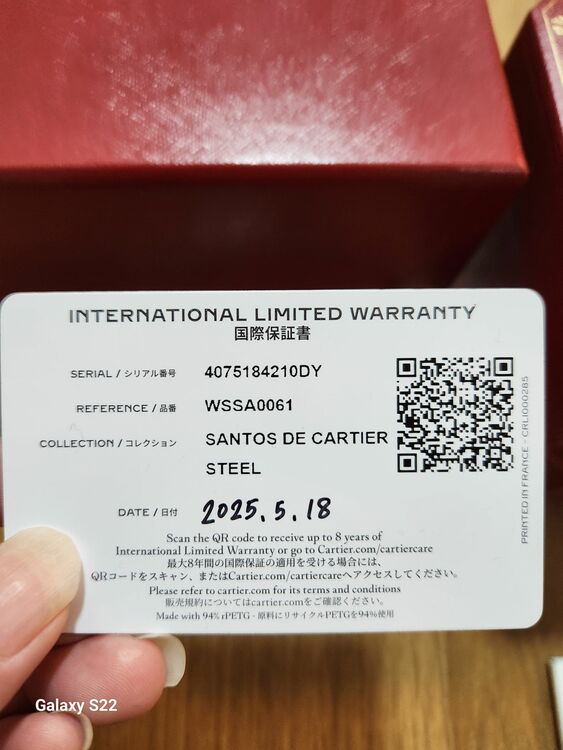 INTERNATIONAL LIMITED WARRANTY
国際保証書
SERIAL / シリアル番号 4075184210DY
REFERENCE / 品番 WSSA0061
COLLECTION / コレクション SANTOS DE CARTIER
STEEL
DATE / 日付 2025.5.18
Scan the QR code to receive up to 8 years of
International Limited Warranty or go to Cartier.com/cartiercare
最大8年間の国際保証の適用を受ける場合には、
QRコードをスキャン、またはCartier.com/cartiercareへアクセスしてください。
Please refer to cartier.com for its terms and conditions
販売規約についてはcartier.comをご確認ください。
Made with 94% rPETG - 原料にリサイクルPETGを94%使用
PRINTED IN FRANCE - CRLI000285
Galaxy S22